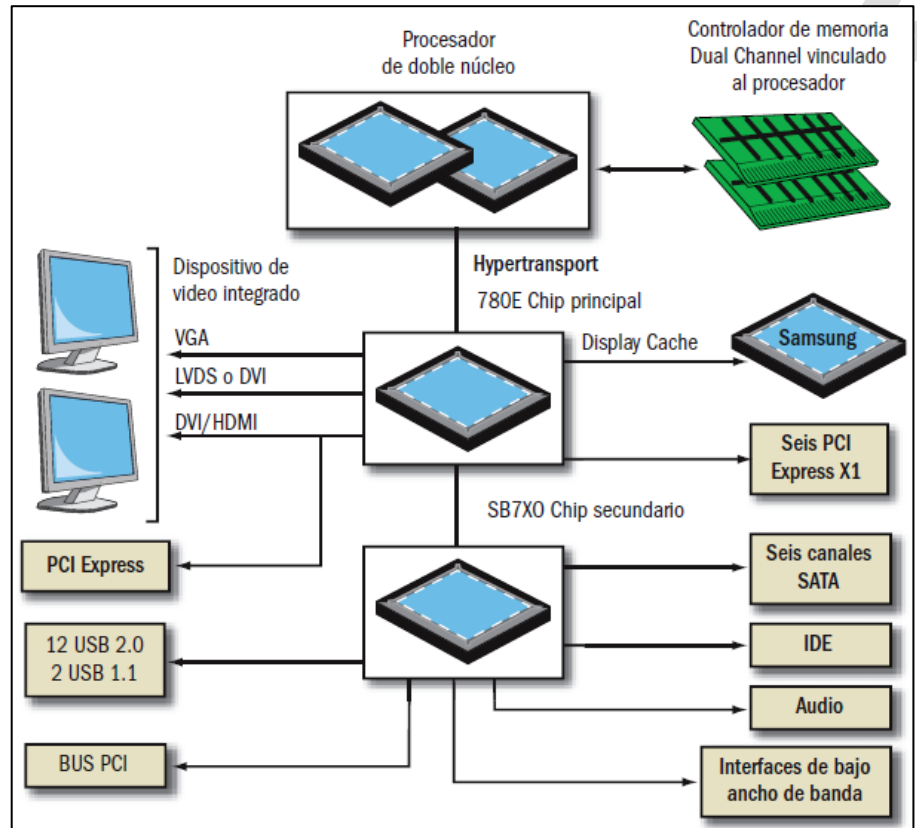 Procesador
de doble núcleo
Controlador de memoria
Dual Channel vinculado
al procesador
Hypertransport
780E Chip principal
Dispositivo de
video integrado
VGA
LVDS o DVI
DVI/HDMI
Display Cache
Samsung
Seis PCI
Express X1
SB7XO Chip secundario
PCI Express
Seis canales
SATA
12 USB 2.0
2 USB 1.1
IDE
Audio
BUS PCI
Interfaces de bajo
ancho de banda